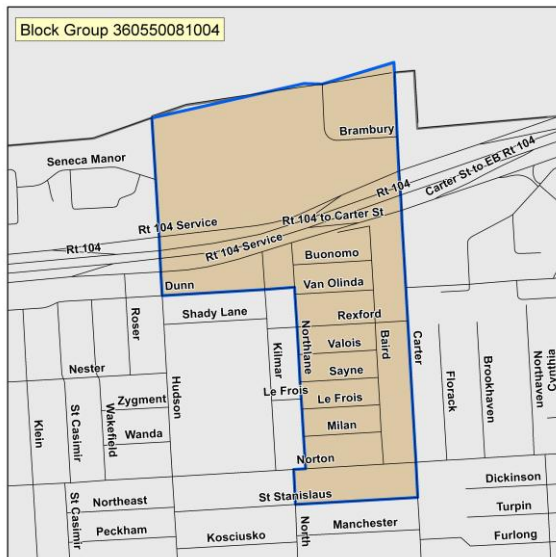 Block Group 360550081004
Brambury
Seneca Manor
Carter St to EB Rt 104
Rt 104
Rt 104 to Carter St
Rt 104 Service
Rt 104 Service
Rt 104
Buonomo
Dunn
Van Olinda
Roser
Shady Lane
Rexford
Northlane
Kilmar
Valois
Baird
Carter
Florack
Brookhaven
Northaven
Cynthia
Nester
Sayne
Hudson
Le Frois
Le Frois
Klein
St Casimir
Wakefield
Zygment
Wanda
Milan
Norton
Dickinson
St Casimir
Northeast
St Stanislaus
Turpin
Peckham
Kosciusko
North
Manchester
Furlong